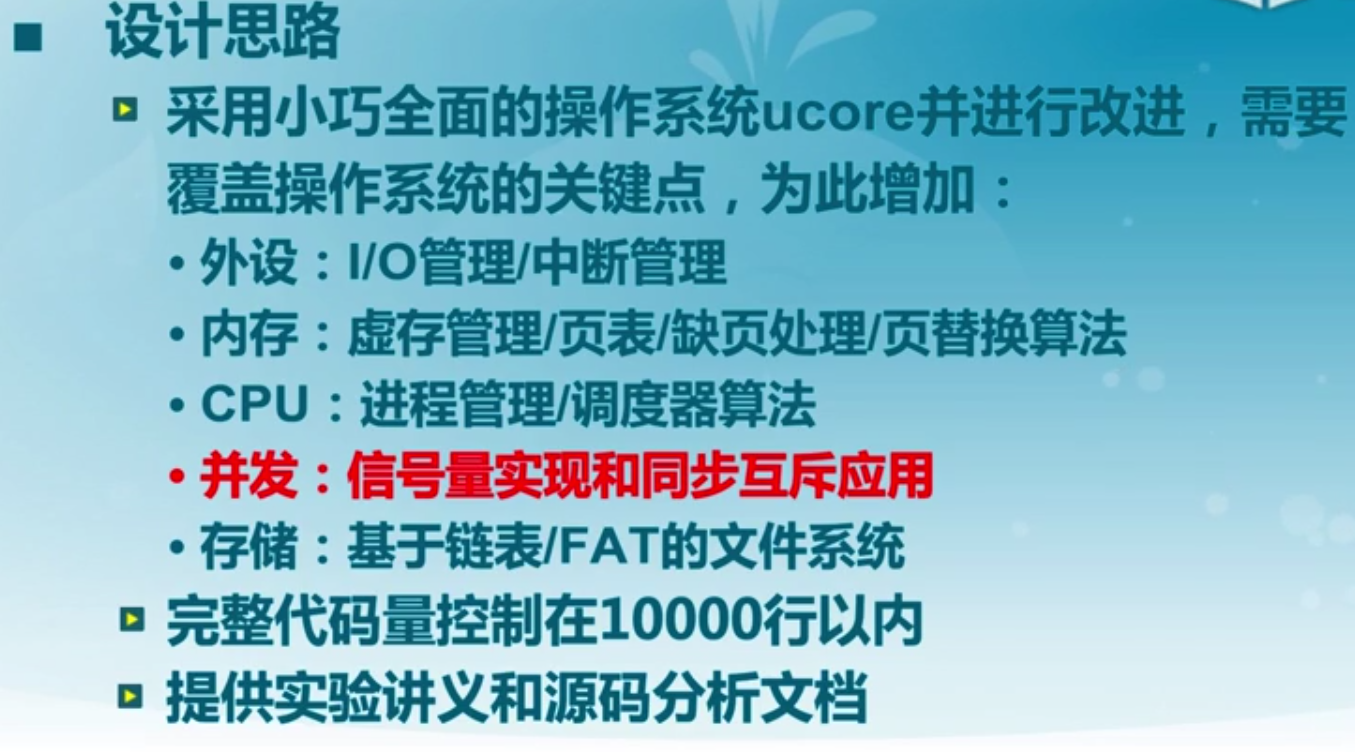 设计思路
采用小巧全面的操作系统ucore并进行改进，需要
覆盖操作系统的关键点，为此增加：
• 外设：I/O管理/中断管理
• 内存：虚存管理/页表/缺页处理/页替换算法
• CPU：进程管理/调度器算法
• 并发：信号量实现和同步互斥应用
• 存储：基于链表/FAT的文件系统
完整代码量控制在10000行以内
提供实验讲义和源码分析文档